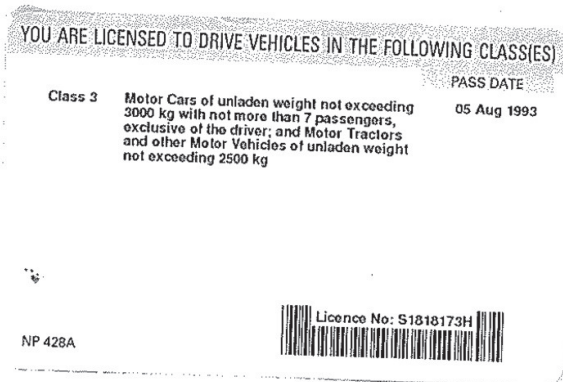 YOU ARE LICENSED TO DRIVE VEHICLES IN THE FOLLOWING CLASS(ES)
PASS DATE
Class 3 Motor Cars of unladen weight not exceeding 05 Aug 1993
3000 kg with not more than 7 passengers,
exclusive of the driver; and Motor Tractors
and other Motor Vehicles of unladen weight
not exceeding 2500 kg
Licence No: S1818173H
NP 428A